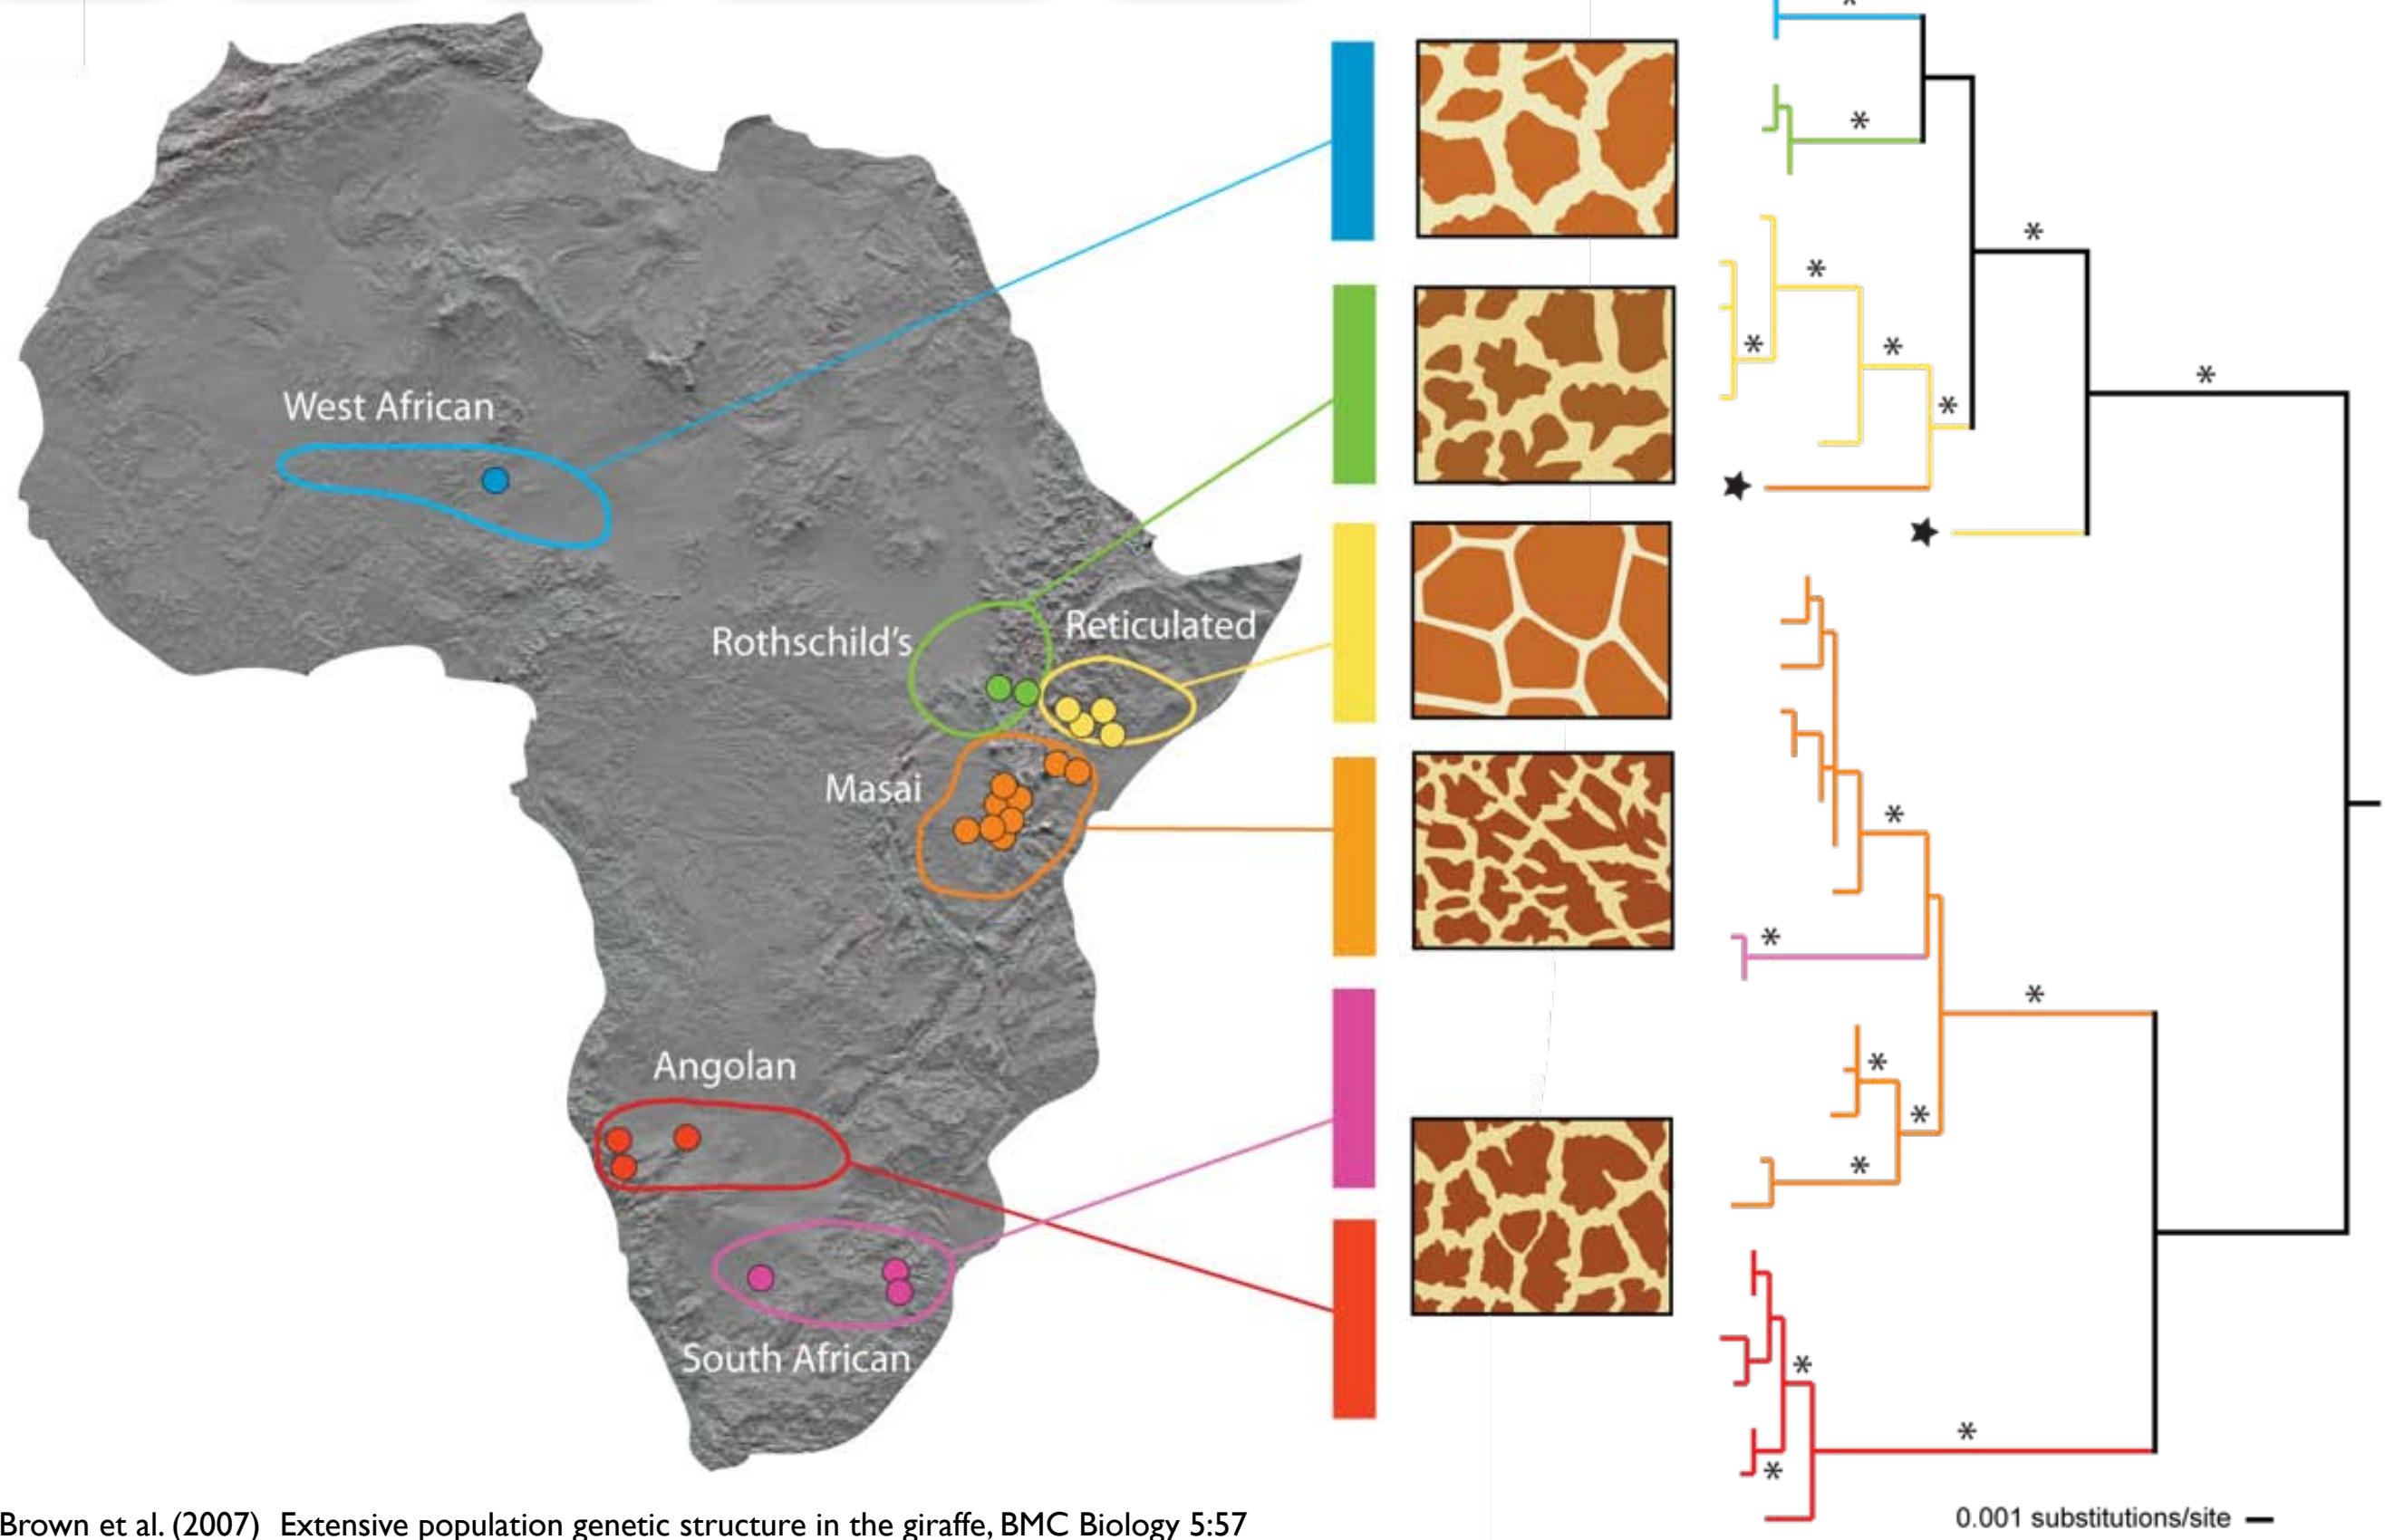 West African
Rothschild's
Reticulated
Masai
Angolan
South African
Brown et al. (2007) Extensive population genetic structure in the giraffe, BMC Biology 5:57
0.001 substitutions/site